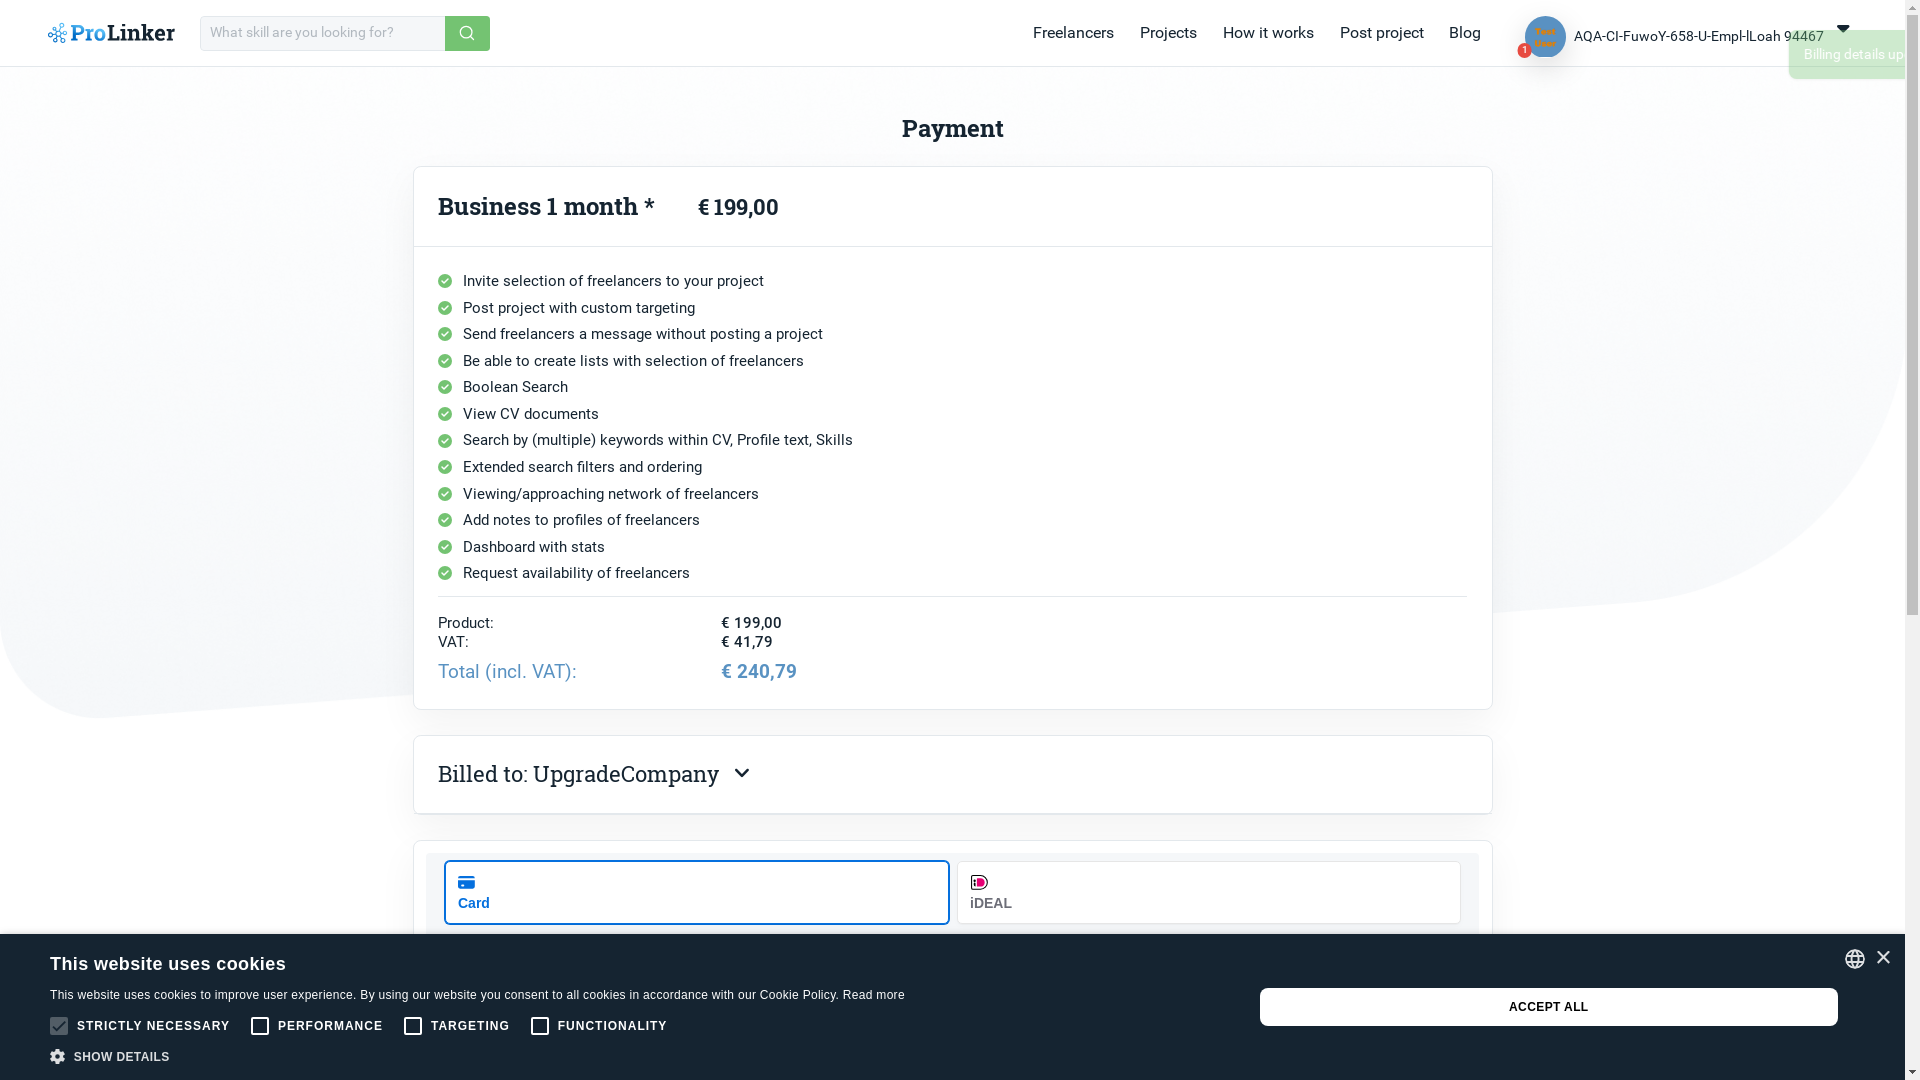 ProLinker
What skill are you looking for?
Freelancers
Projects
How it works
Post project
Blog
Test
User
1
AQA-CI-FuwoY-658-U-Empl-lLoah 94467
Billing details up
Payment
Business 1 month *
€ 199,00
Invite selection of freelancers to your project
Post project with custom targeting
Send freelancers a message without posting a project
Be able to create lists with selection of freelancers
Boolean Search
View CV documents
Search by (multiple) keywords within CV, Profile text, Skills
Extended search filters and ordering
Viewing/approaching network of freelancers
Add notes to profiles of freelancers
Dashboard with stats
Request availability of freelancers
Product: € 199,00
VAT: € 41,79
Total (incl. VAT): € 240,79
Billed to: UpgradeCompany
Card
iDEAL
This website uses cookies
This website uses cookies to improve user experience. By using our website you consent to all cookies in accordance with our Cookie Policy. Read more
STRICTLY NECESSARY
PERFORMANCE
TARGETING
FUNCTIONALITY
SHOW DETAILS
ACCEPT ALL